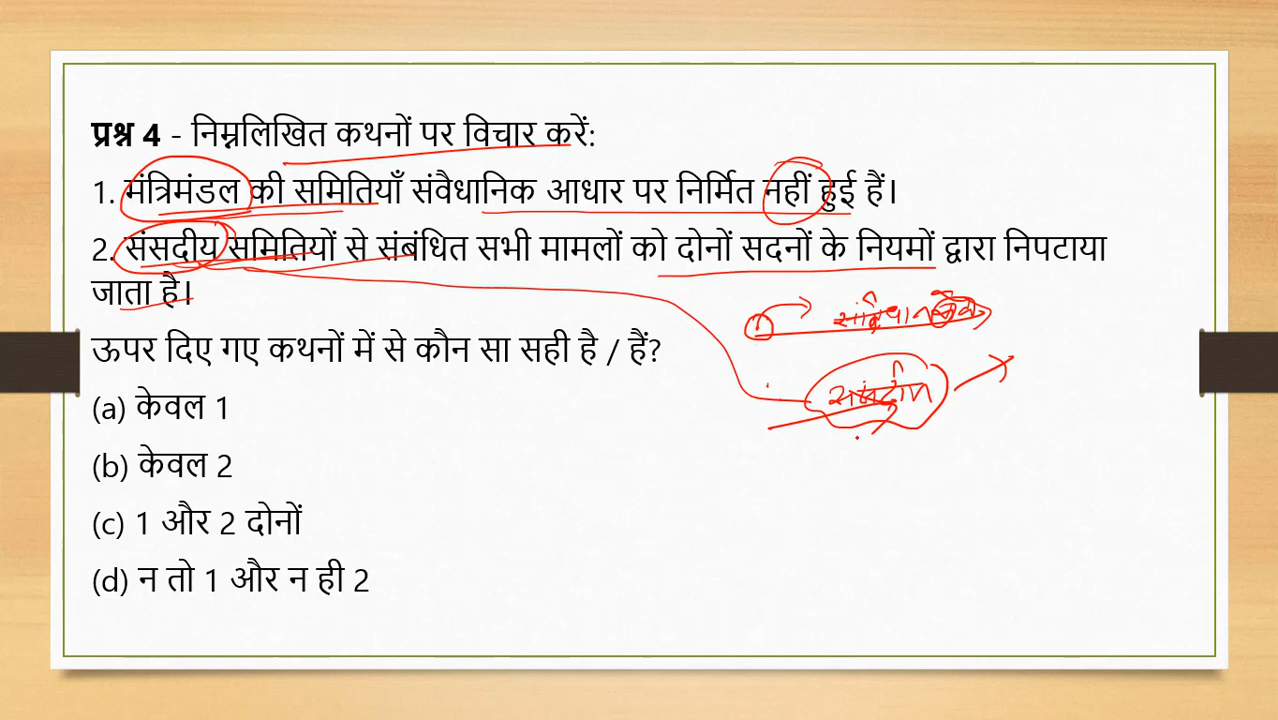 प्रश्न 4 - निम्नलिखित कथनों पर विचार करें:
1. मंत्रिमंडल की समितियाँ संवैधानिक आधार पर निर्मित नहीं हुई हैं।
2. संसदीय समितियों से संबंधित सभी मामलों को दोनों सदनों के नियमों द्वारा निपटाया
जाता है।
ऊपर दिए गए कथनों में से कौन सा सही है / हैं?
(a) केवल 1
(b) केवल 2
(c) 1 और 2 दोनों
(d) न तो 1 और न ही 2